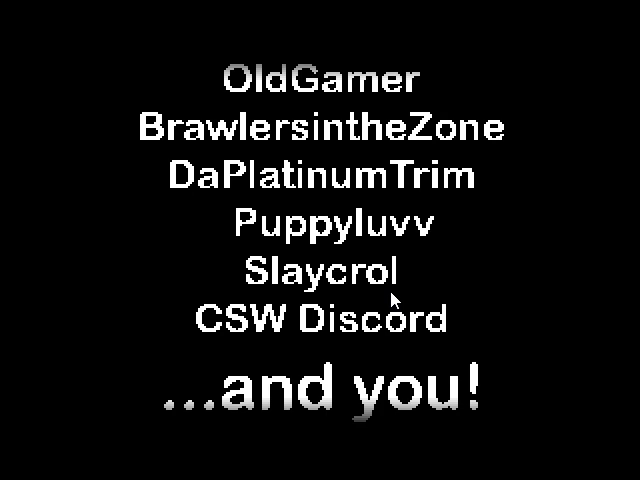 OldGamer
BrawlersintheZone
DaPlatinumTrim
Puppyluvv
Slaycrol
CSW Discord
...and you!